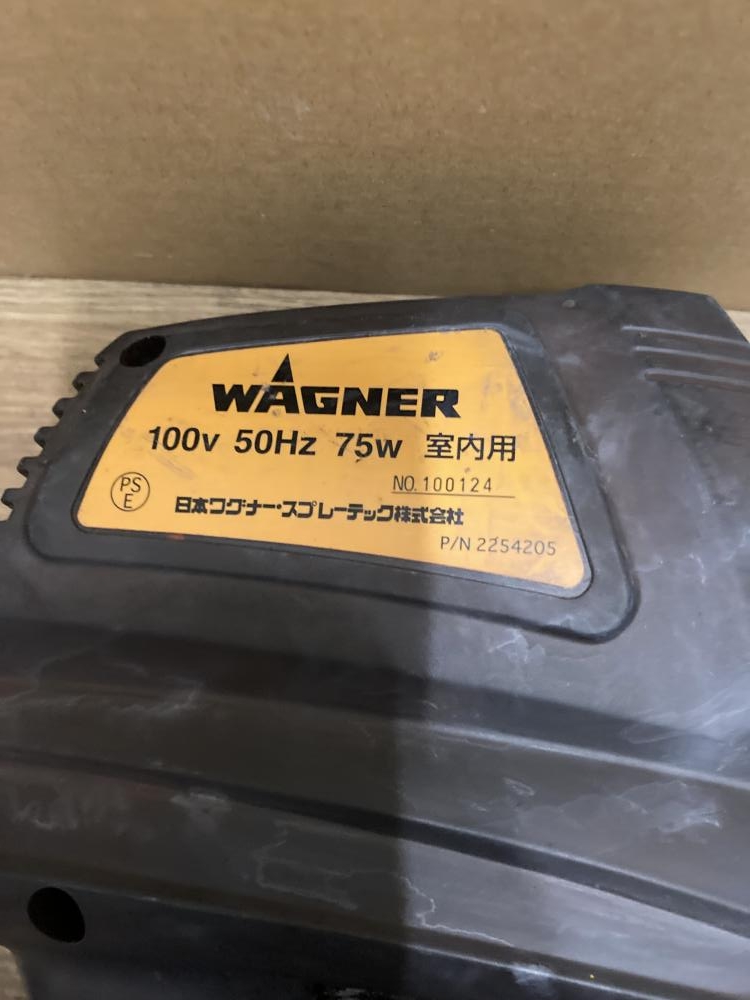 WAGNER
100v 50Hz 75w 室内用
NO.100124
PS
E
日本ワグナー・スプレーテック株式会社
P/N 2254205